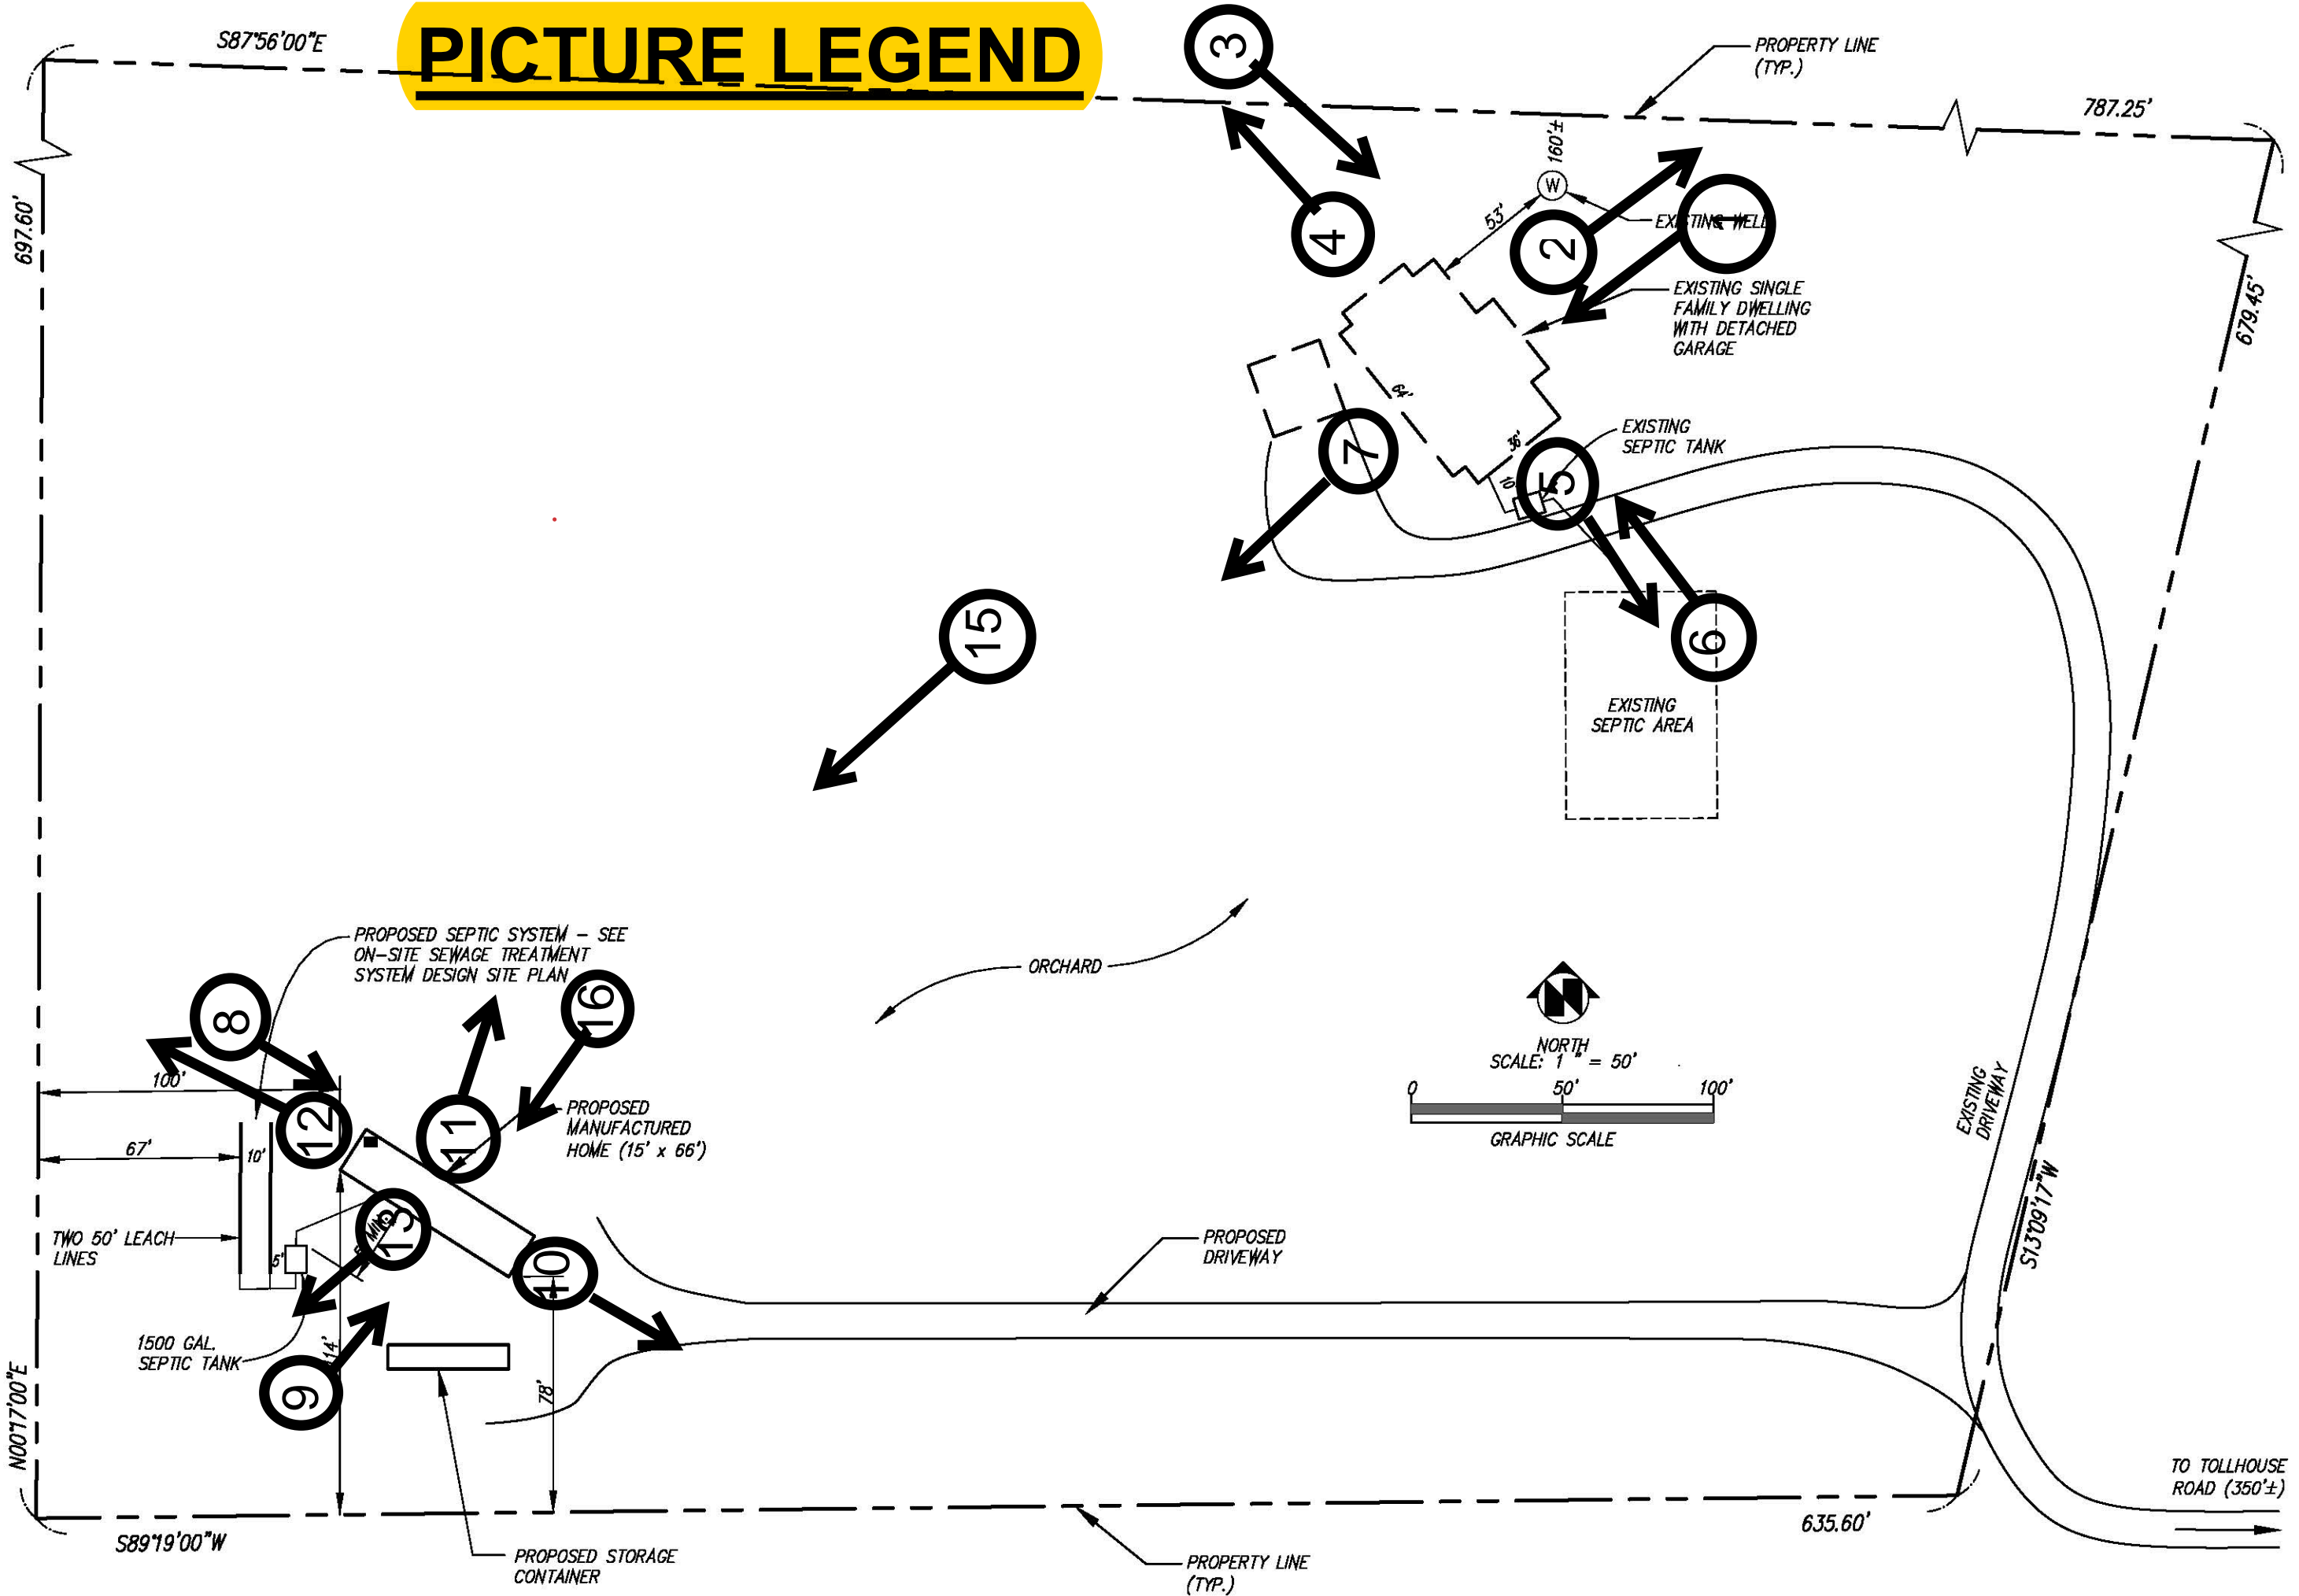 PICTURE LEGEND
S87°56'00"E
3
PROPERTY LINE
(TYP.)
787.25'
697.60'
160'±
W
53'
EXISTING WELL
1
2
4
EXISTING SINGLE
FAMILY DWELLING
WITH DETACHED
GARAGE
679.45'
64'
36'
EXISTING
SEPTIC TANK
7
10'
5
15
6
EXISTING
SEPTIC AREA
PROPOSED SEPTIC SYSTEM – SEE
ON–SITE SEWAGE TREATMENT
SYSTEM DESIGN SITE PLAN
ORCHARD
8
16
11
12
NORTH
SCALE: 1 " = 50'
0 50' 100'
GRAPHIC SCALE
100'
67'
10'
PROPOSED
MANUFACTURED
HOME (15' x 66')
EXISTING
DRIVEWAY
S13°09'17"W
TWO 50' LEACH
LINES
5'
MIN.
13
10
PROPOSED
DRIVEWAY
1500 GAL.
SEPTIC TANK
9
114'
78'
N00°17'00"E
TO TOLLHOUSE
ROAD (350'±)
S89°19'00"W
635.60'
PROPOSED STORAGE
CONTAINER
PROPERTY LINE
(TYP.)